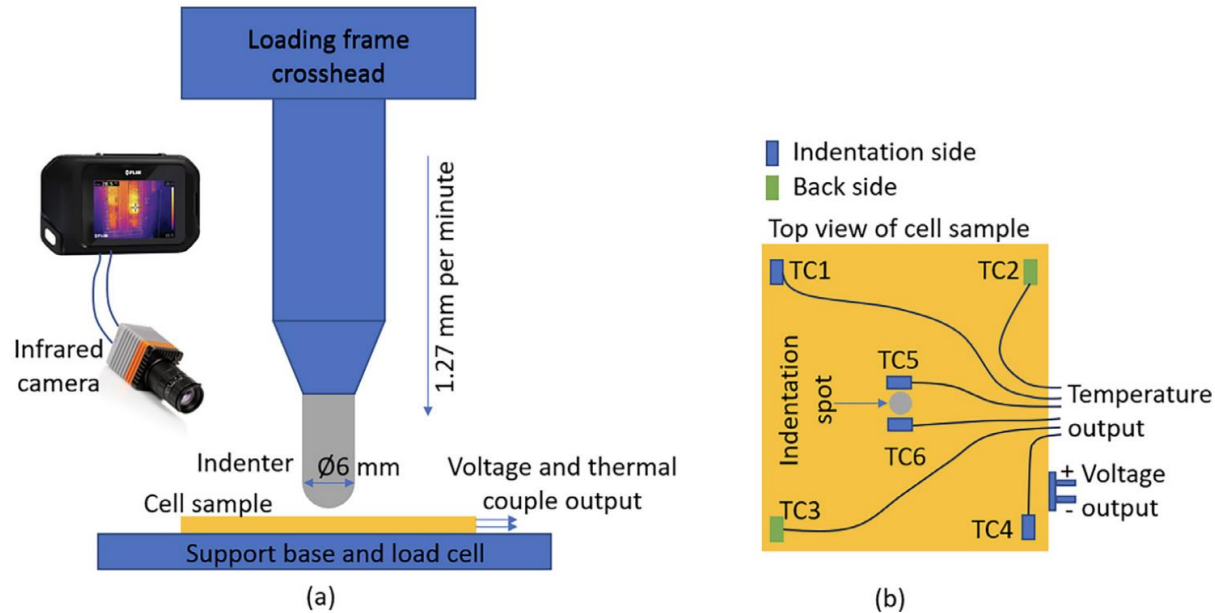 Loading frame
crosshead
FLIR
Infrared
camera
1.27 mm per minute
Indenter
Ø6 mm
Cell sample
Voltage and thermal
couple output
Support base and load cell
(a)
Indentation side
Back side
Top view of cell sample
TC1
TC2
TC5
Indentation
spot
TC6
Temperature
output
TC3
TC4
+ Voltage
- output
(b)